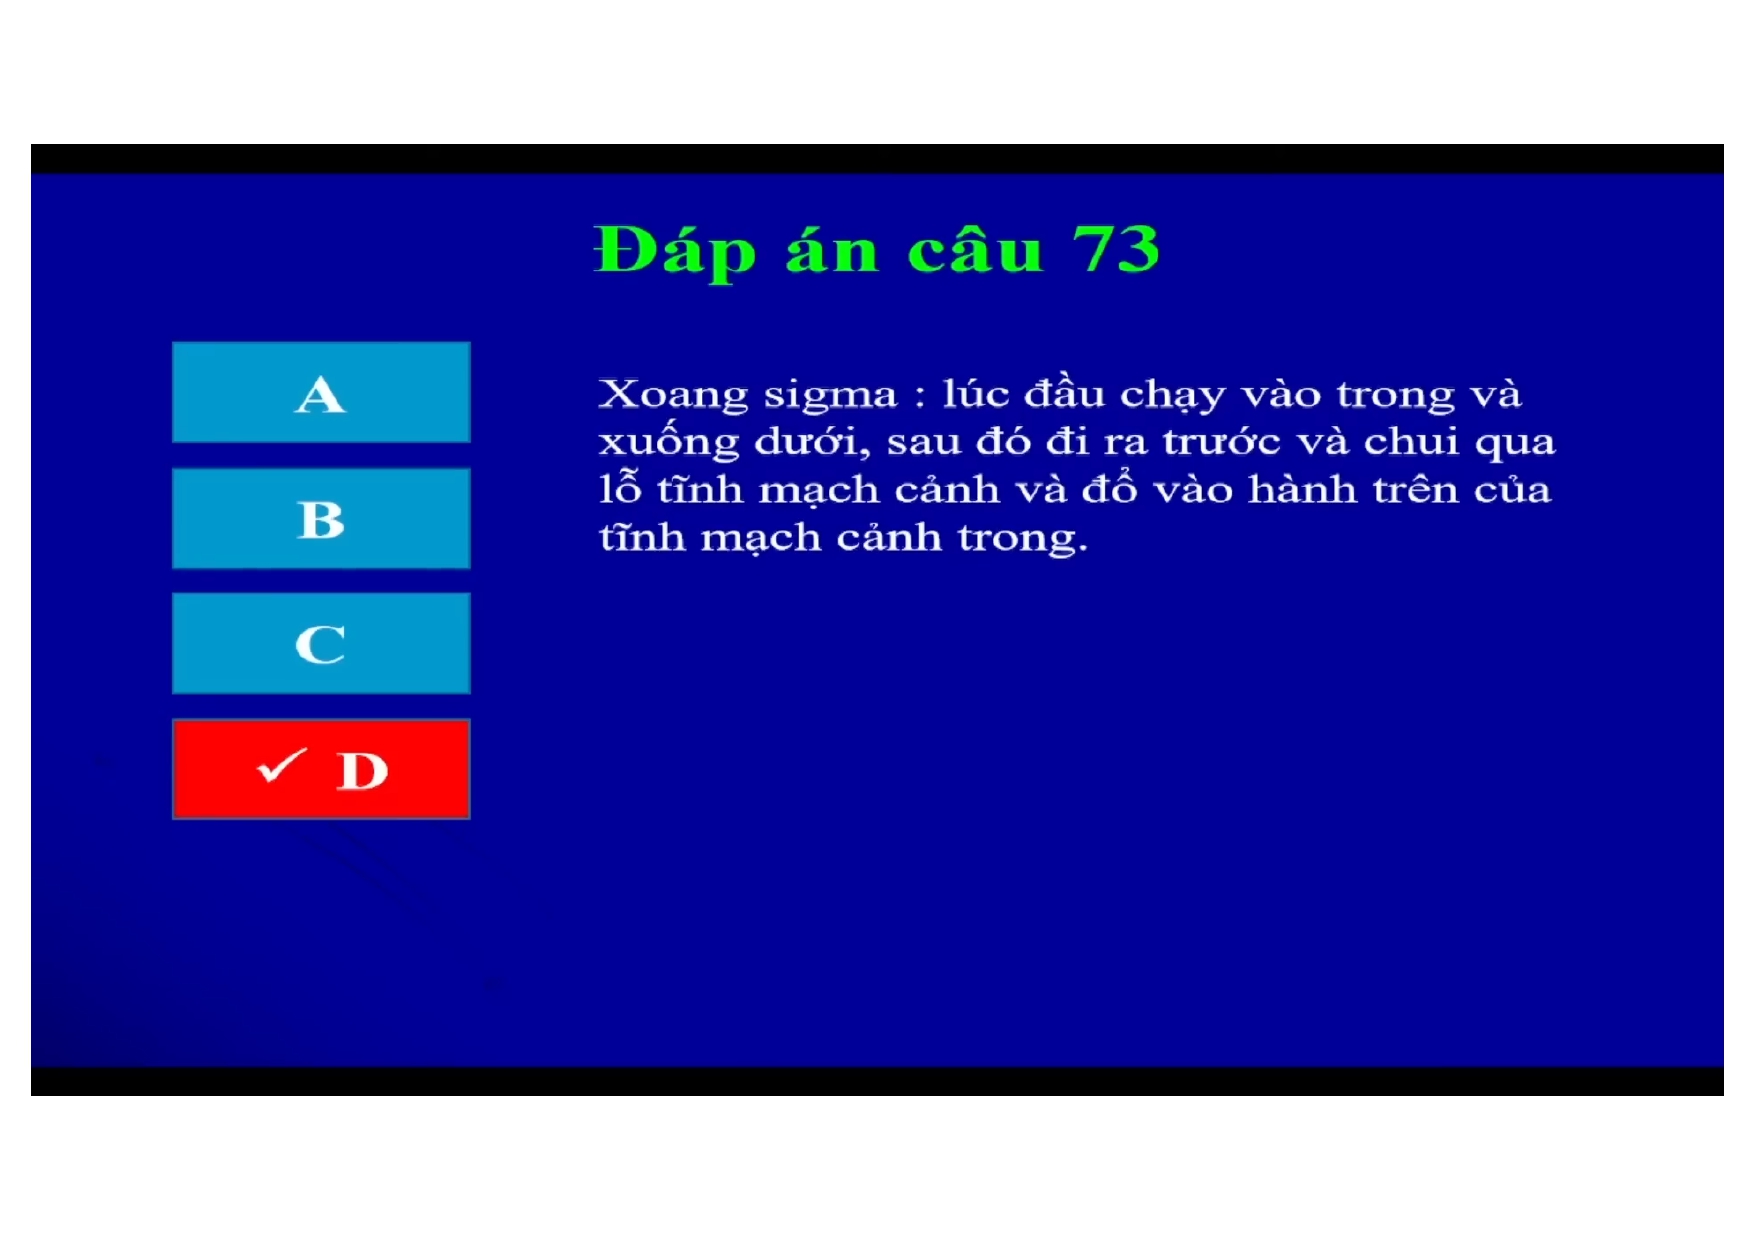 Đáp án câu 73
A
B
C
✓ D
Xoang sigma : lúc đầu chạy vào trong và
xuống dưới, sau đó đi ra trước và chui qua
lỗ tĩnh mạch cảnh và đổ vào hành trên của
tĩnh mạch cảnh trong.